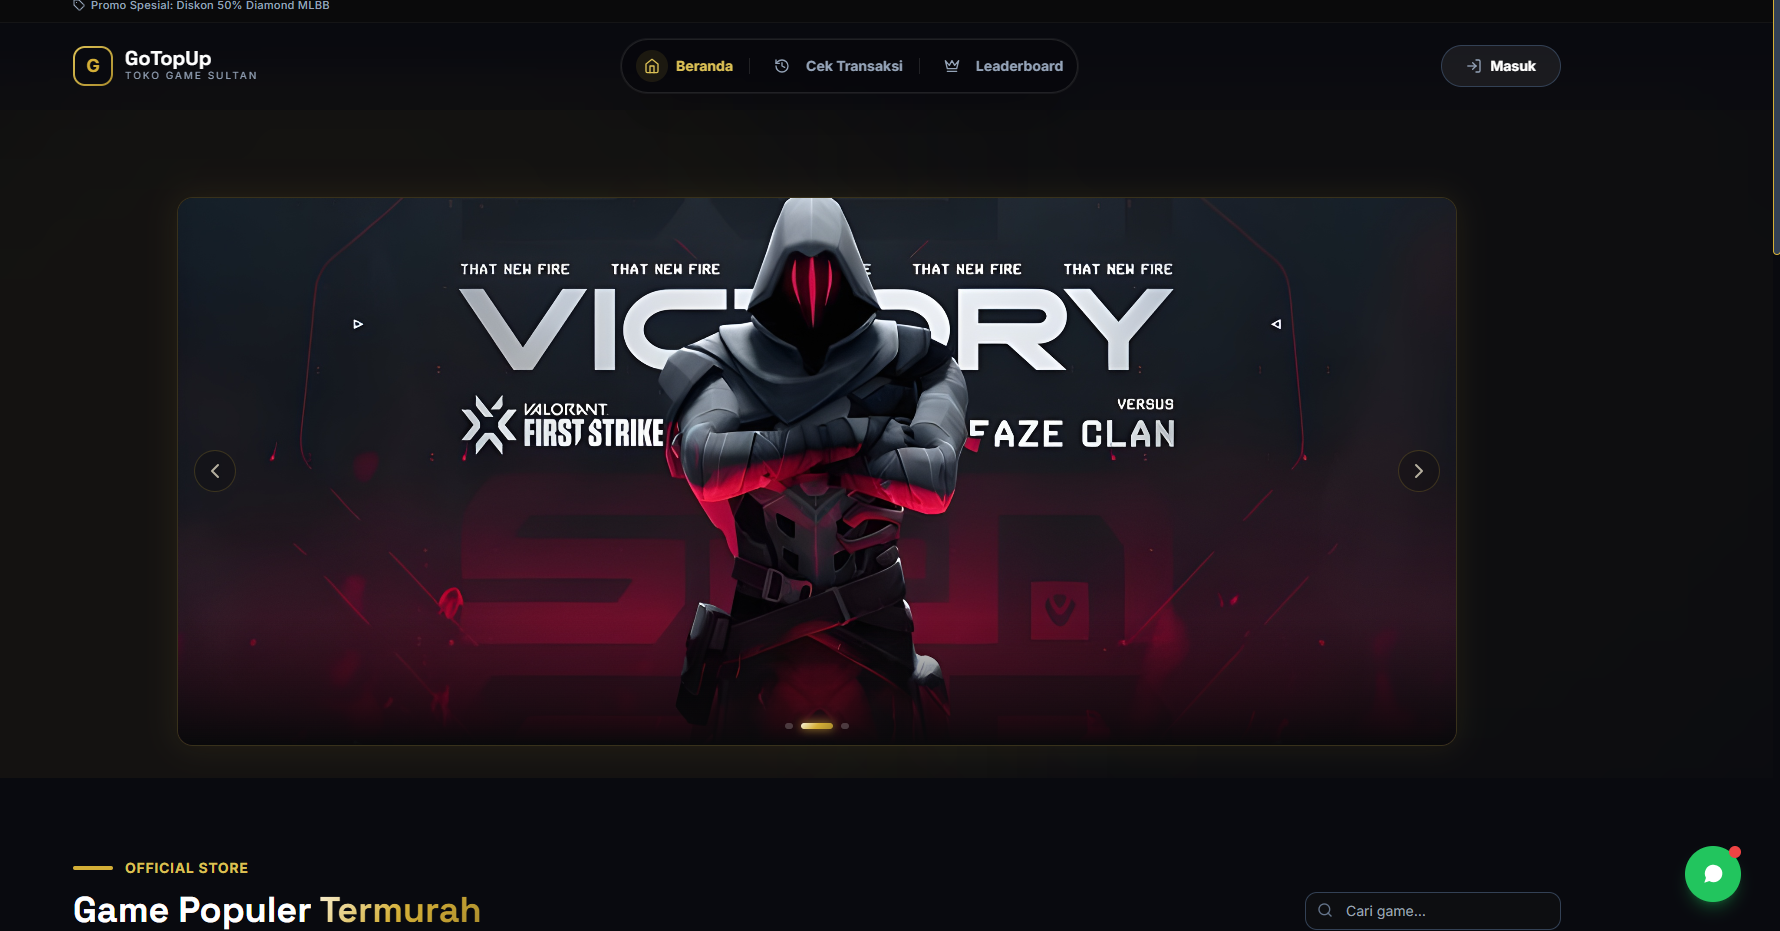 Promo Spesial: Diskon 50% Diamond MLBB
G
GoTopUp
TOKO GAME SULTAN
Beranda
Cek Transaksi
Leaderboard
Masuk
THAT NEW FIRE THAT NEW FIRE THAT NEW FIRE THAT NEW FIRE
VICTORY
VALORANT
FIRST STRIKE
VERSUS
FAZE CLAN
OFFICIAL STORE
Game Populer Termurah
Cari game...